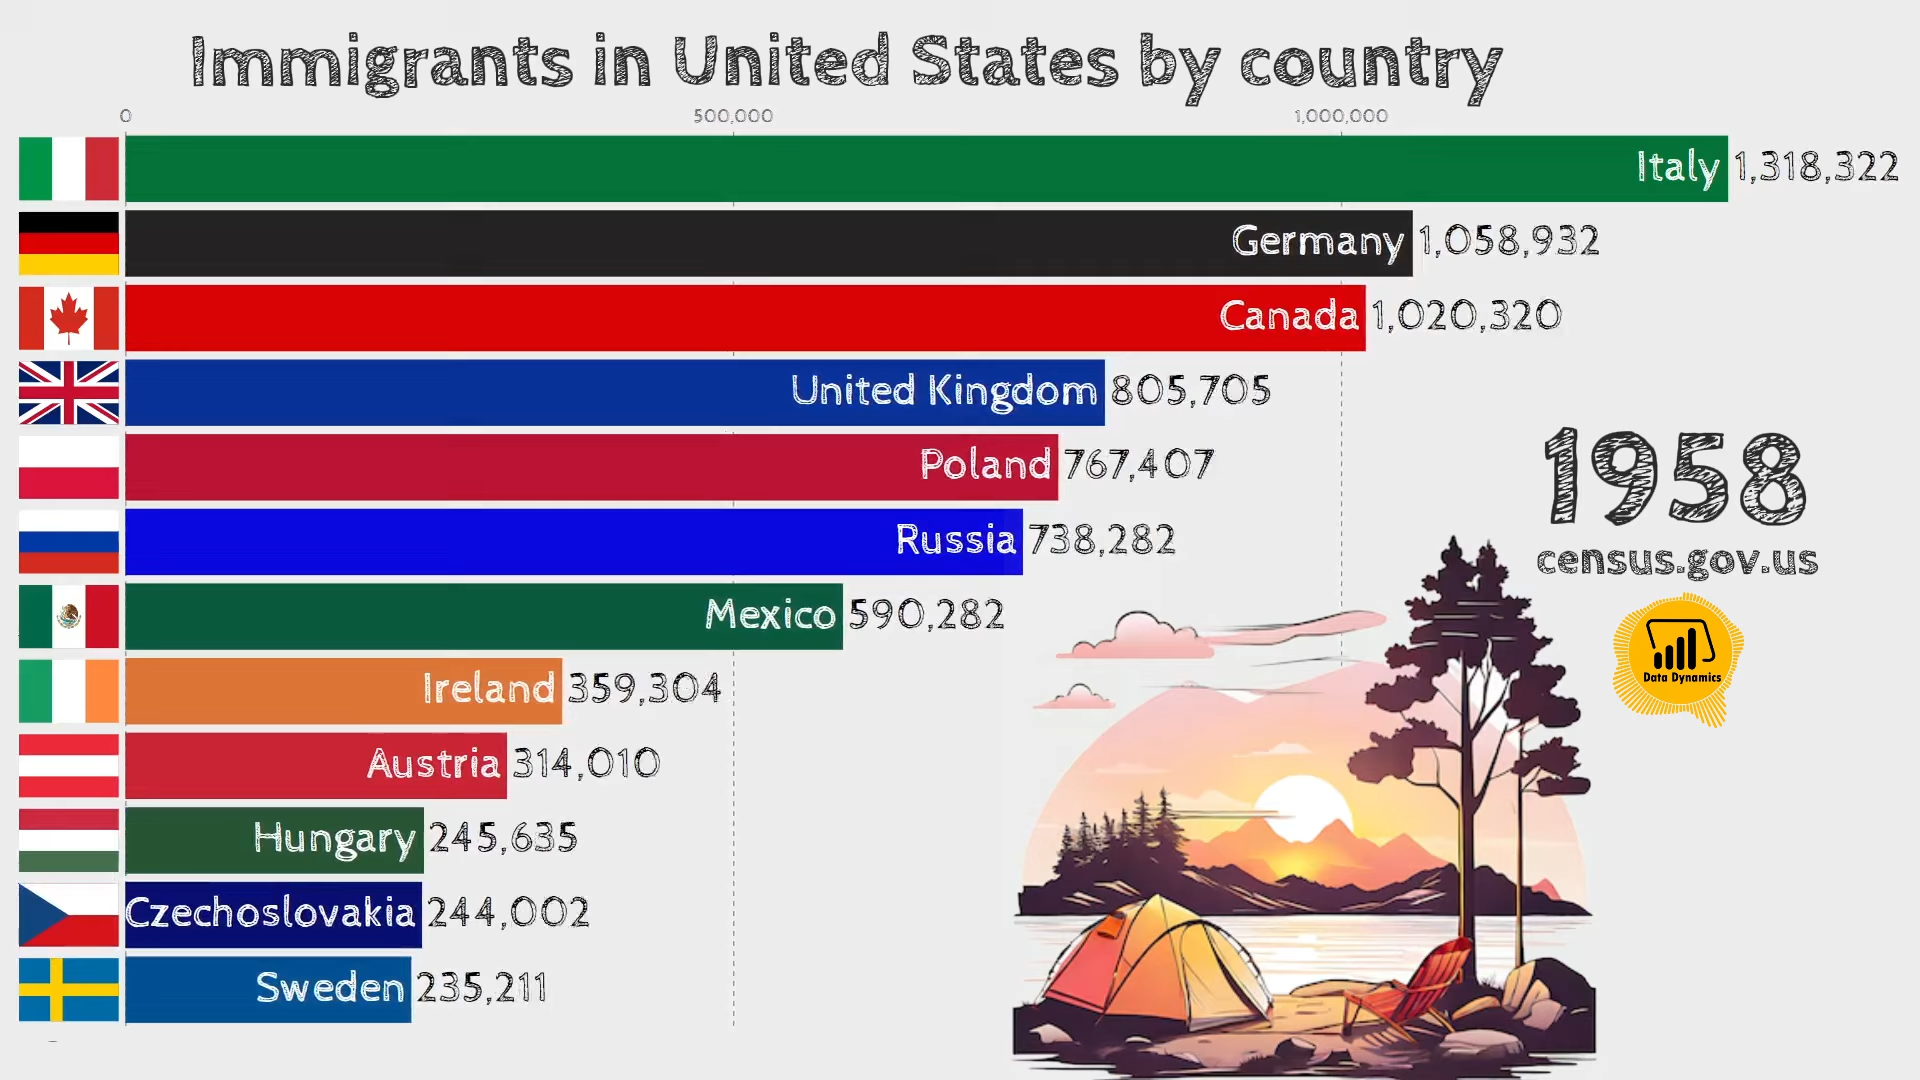 Immigrants in United States by country
0 500,000 1,000,000
Italy 1,318,322
Germany 1,058,932
Canada 1,020,320
United Kingdom 805,705
Poland 767,407
Russia 738,282
Mexico 590,282
Ireland 359,304
Austria 314,010
Hungary 245,635
Czechoslovakia 244,002
Sweden 235,211
1958
census.gov.us
Data Dynamics